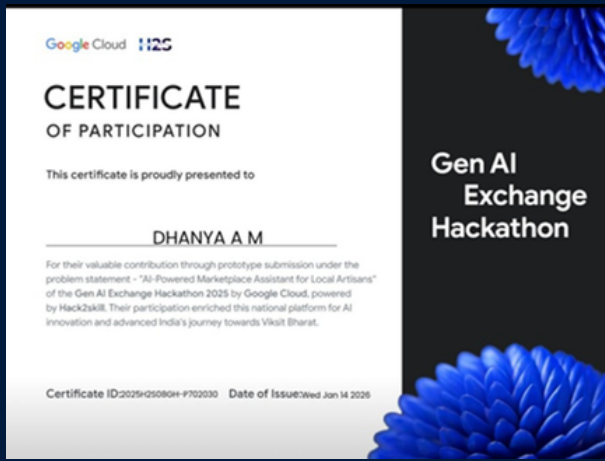 Google Cloud H2S
CERTIFICATE
OF PARTICIPATION
This certificate is proudly presented to
DHANYA A M
For their valuable contribution through prototype submission under the
problem statement - "AI-Powered Marketplace Assistant for Local Artisans"
of the Gen AI Exchange Hackathon 2025 by Google Cloud, powered
by Hack2skill. Their participation enriched this national platform for AI
innovation and advanced India's journey towards Viksit Bharat.
Certificate ID:2025H2S08GH-P702030 Date of Issue:Wed Jan 14 2026
Gen AI
Exchange
Hackathon